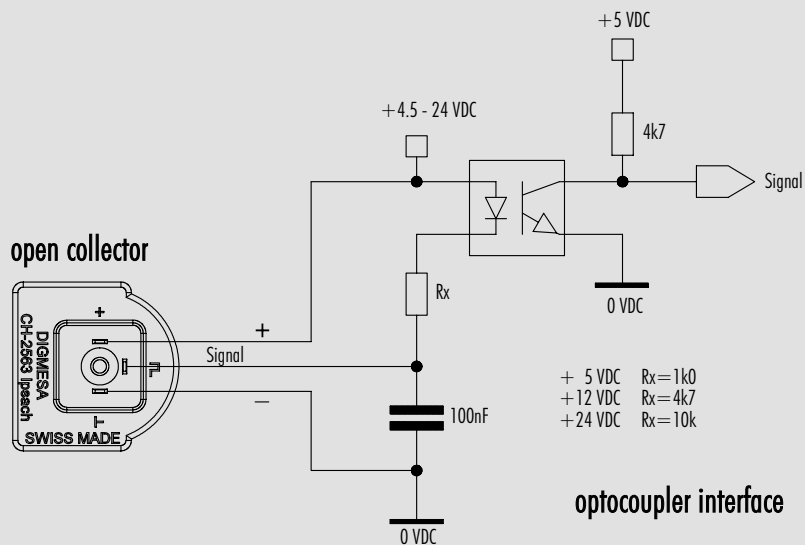 +5 VDC
+4.5 - 24 VDC
4k7
Signal
open collector
0 VDC
Rx
+
+
DIGMESA
CH-2563 Ipsach
SWISS MADE
Signal
–
100nF
+ 5 VDC Rx=1k0
+12 VDC Rx=4k7
+24 VDC Rx=10k
optocoupler interface
0 VDC